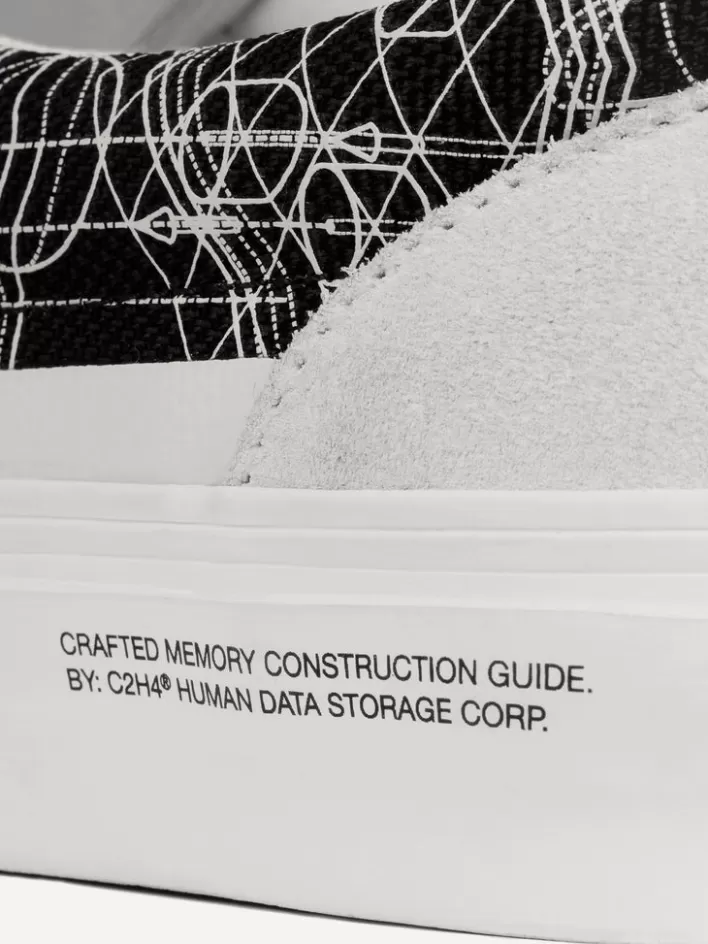 CRAFTED MEMORY CONSTRUCTION GUIDE.
BY: C2H4® HUMAN DATA STORAGE CORP.